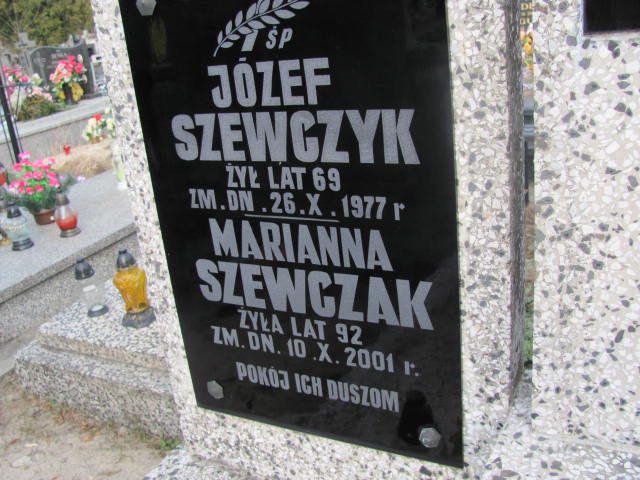 ŚP
JÓZEF
SZEWCZYK
ŻYŁ LAT 69
ZM. DN. 26. X. 1977 r
MARIANNA
SZEWCZAK
ŻYŁA LAT 92
ZM. DN. 10. X. 2001 r.
POKÓJ ICH DUSZOM